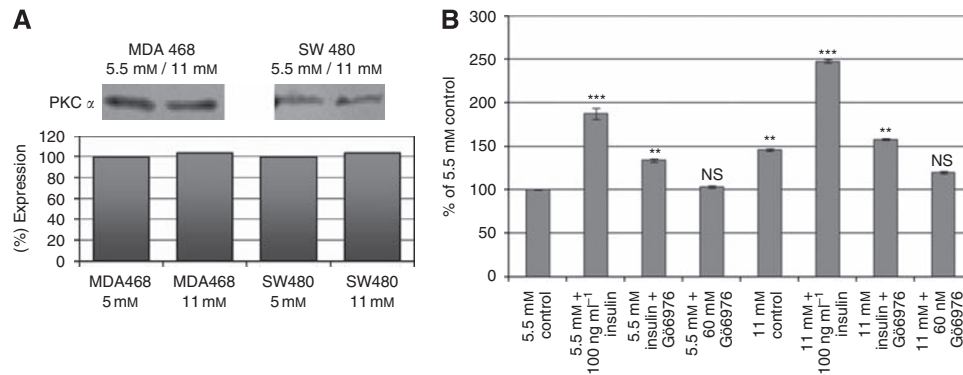 A
MDA 468
5.5 mM / 11 mM
SW 480
5.5 mM / 11 mM
PKC α
(%) Expression
120
100
80
60
40
20
0
MDA468
5 mM
MDA468
11 mM
SW480
5 mM
SW480
11 mM
B
% of 5.5 mM control
300
250
200
150
100
50
0
***
**
NS
**
***
**
NS
5.5 mM
control
5.5 mM +
100 ng ml⁻¹
insulin
5.5 mM
insulin +
Gö6976
5.5 mM +
60 mM
Gö6976
11 mM
control
11 mM +
100 ng ml⁻¹
insulin
11 mM +
insulin +
Gö6976
11 mM +
60 nM
Gö6976